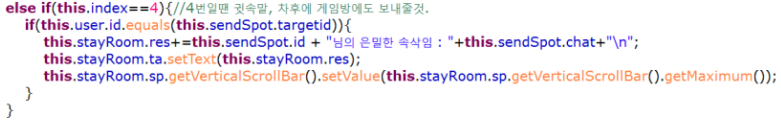 else if(this.index==4){//4번일땐 귓속말, 차후에 게임방에도 보내줄것.
if(this.user.id.equals(this.sendSpot.targetid)){
this.stayRoom.res+=this.sendSpot.id + "님의 은밀한 속삭임 : "+this.sendSpot.chat+"\n";
this.stayRoom.ta.setText(this.stayRoom.res);
this.stayRoom.sp.getVerticalScrollBar().setValue(this.stayRoom.sp.getVerticalScrollBar().getMaximum());
}
}